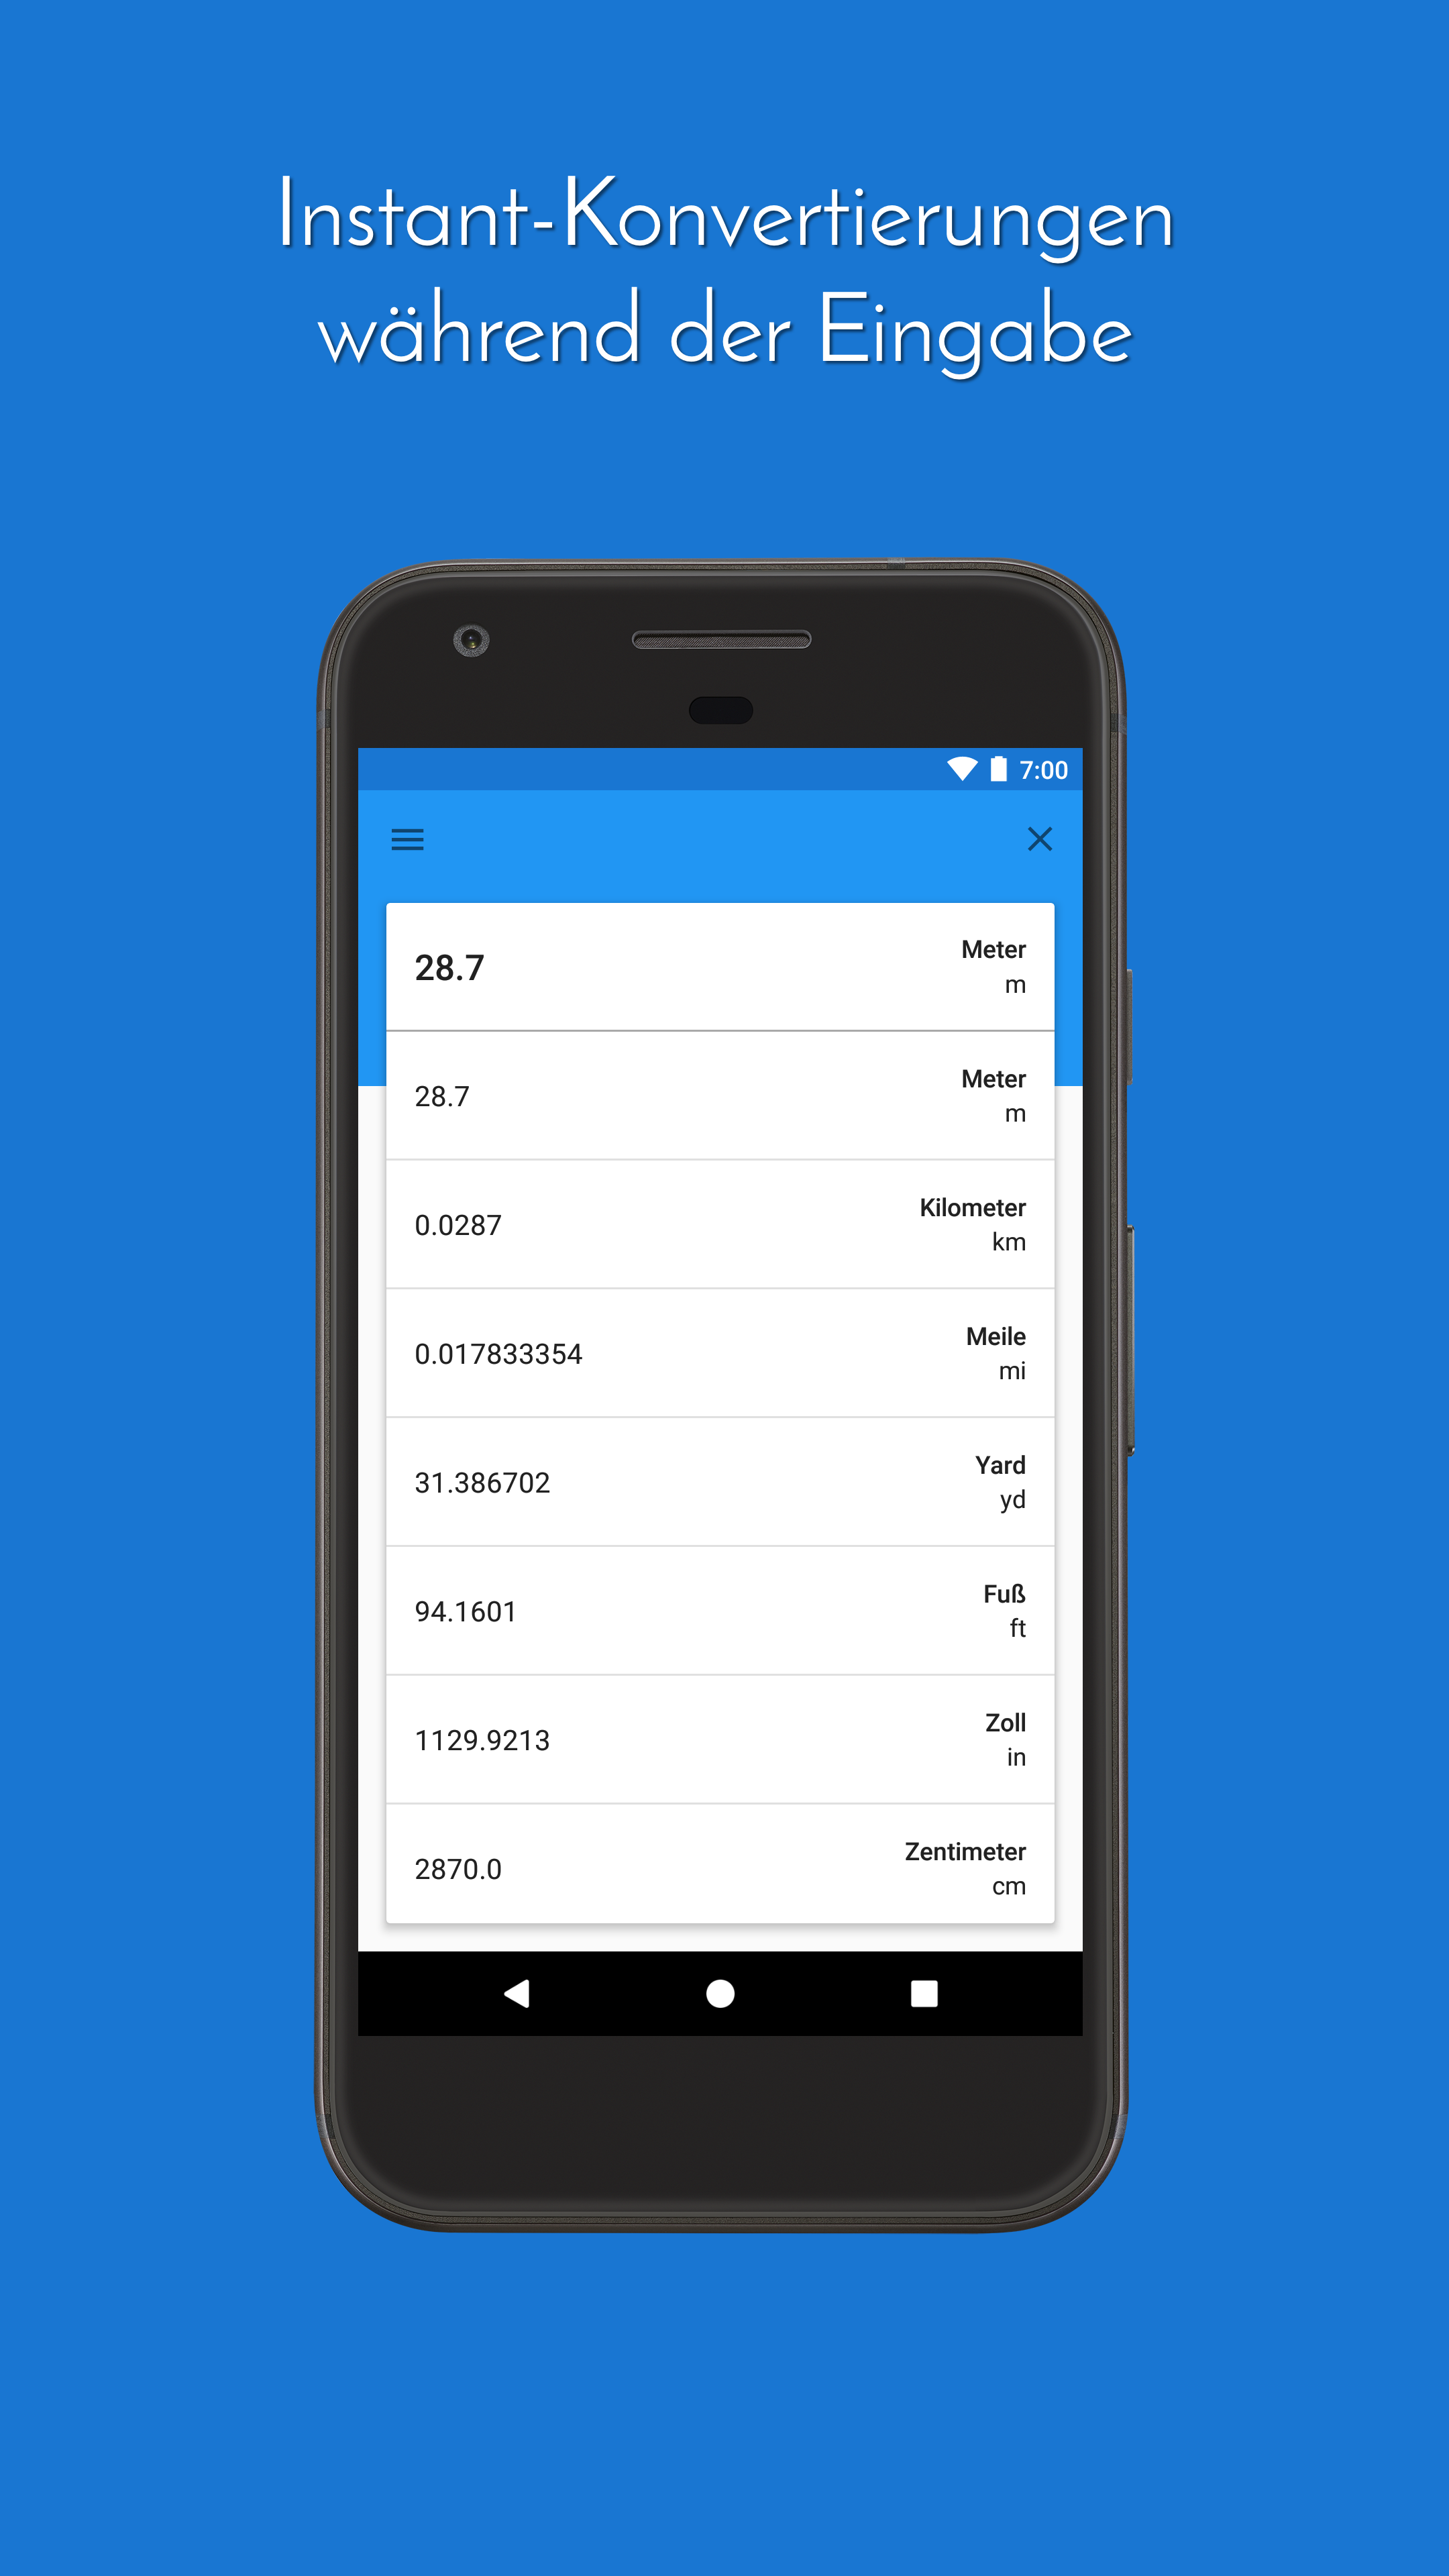 Instant-Konvertierungen
während der Eingabe
7:00
28.7
Meter
m
28.7
Meter
m
0.0287
Kilometer
km
0.017833354
Meile
mi
31.386702
Yard
yd
94.1601
Fuß
ft
1129.9213
Zoll
in
2870.0
Zentimeter
cm